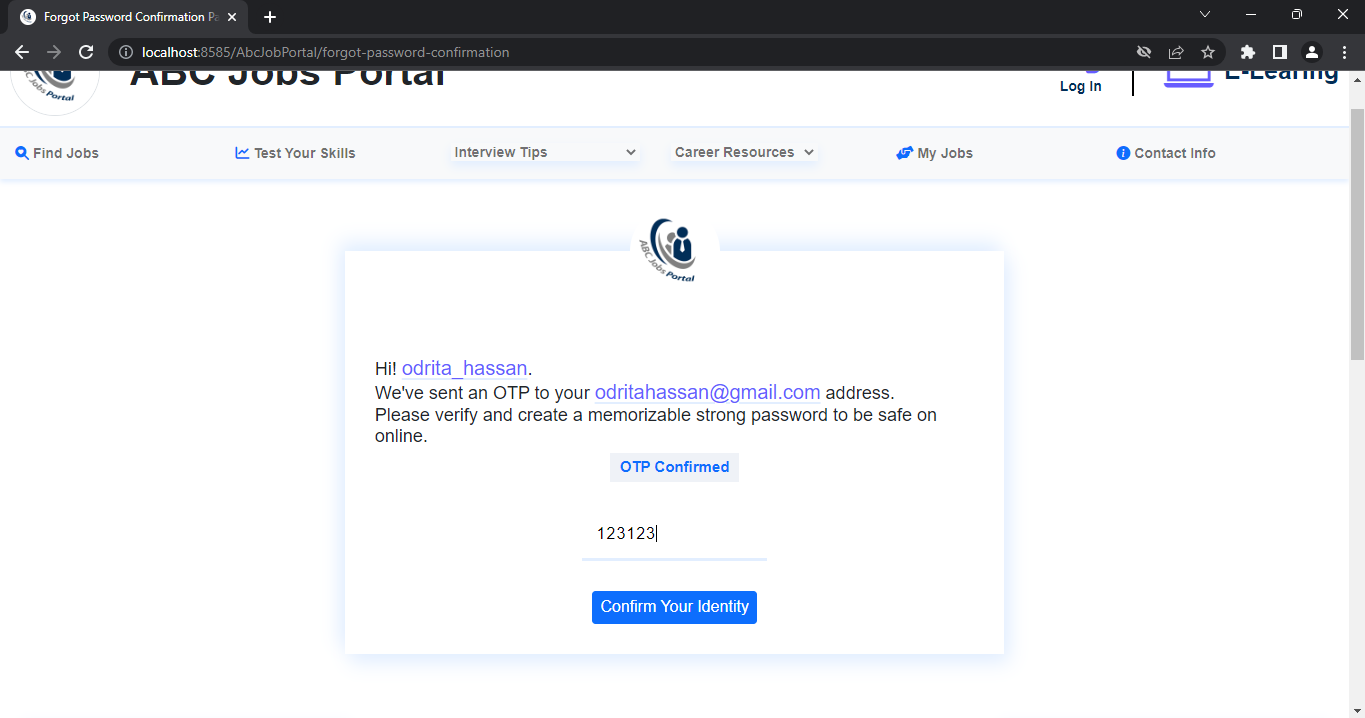 Forgot Password Confirmation Pa
localhost:8585/AbcJobPortal/forgot-password-confirmation
ABC Jobs Portal
ABC Jobs Portal
Log In
E-Learing
Find Jobs
Test Your Skills
Interview Tips
Career Resources
My Jobs
Contact Info
ABC Jobs Portal
Hi! odrita_hassan.
We've sent an OTP to your odritahassan@gmail.com address.
Please verify and create a memorizable strong password to be safe on
online.
OTP Confirmed
123123
Confirm Your Identity